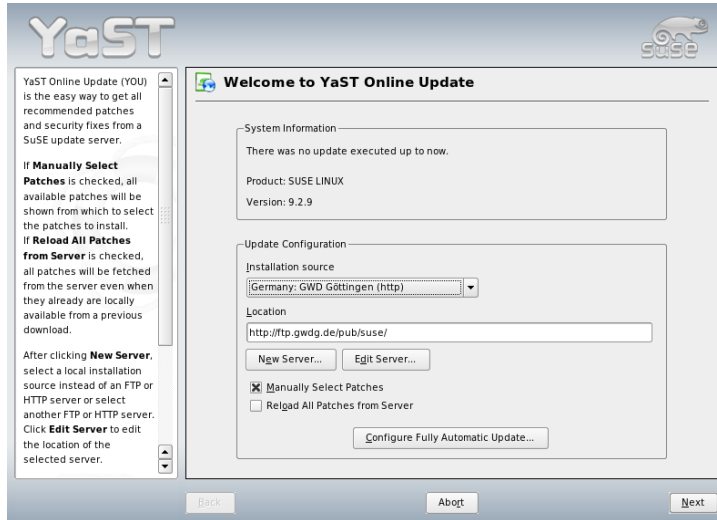 YaST
SUSE
YaST Online Update (YOU)
is the easy way to get all
recommended patches
and security fixes from a
SuSE update server.
If Manually Select
Patches is checked, all
available patches will be
shown from which to select
the patches to install.
If Reload All Patches
from Server is checked,
all patches will be fetched
from the server even when
they already are locally
available from a previous
download.
After clicking New Server,
select a local installation
source instead of an FTP or
HTTP server or select
another FTP or HTTP server.
Click Edit Server to edit
the location of the
selected server.
Welcome to YaST Online Update
System Information
There was no update executed up to now.
Product: SUSE LINUX
Version: 9.2.9
Update Configuration
Installation source
Germany: GWD Göttingen (http)
Location
http://ftp.gwdg.de/pub/suse/
New Server... Edit Server...
Manually Select Patches
Reload All Patches from Server
Configure Fully Automatic Update...
Back Abort Next